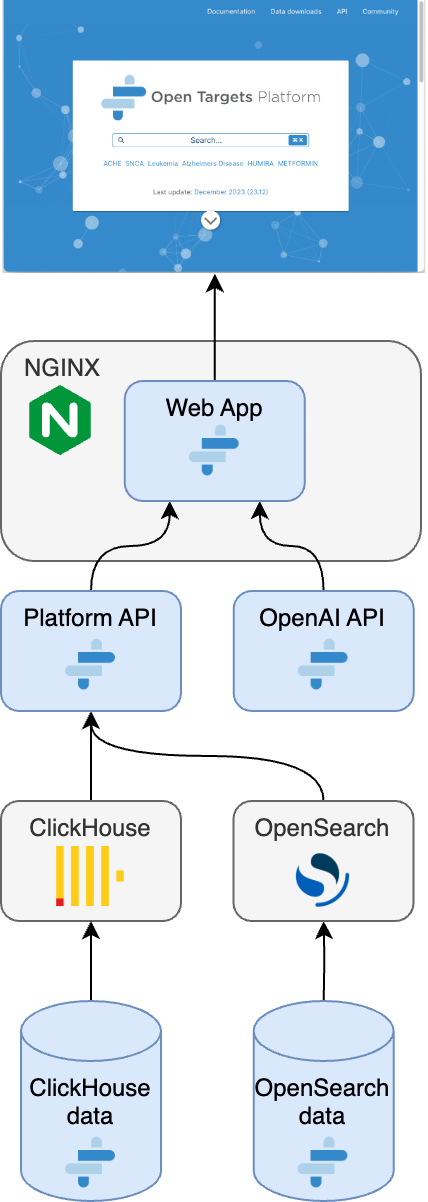 Documentation Data downloads API Community
Open Targets Platform
Search... ⌘ K
ACHE SNCA Leukemia Alzheimers Disease HUMIRA METFORMIN
Last update: December 2023 (23.12)
NGINX
N
Web App
Platform API
OpenAI API
ClickHouse
OpenSearch
ClickHouse
data
OpenSearch
data